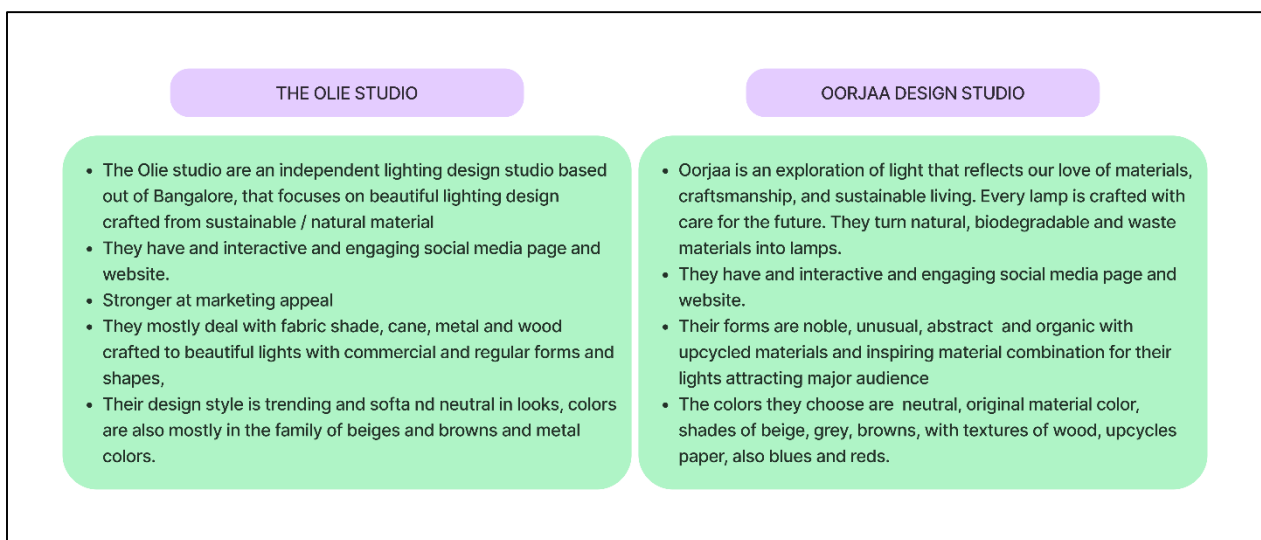 THE OLIE STUDIO
• The Olie studio are an independent lighting design studio based
out of Bangalore, that focuses on beautiful lighting design
crafted from sustainable / natural material
• They have and interactive and engaging social media page and
website.
• Stronger at marketing appeal
• They mostly deal with fabric shade, cane, metal and wood
crafted to beautiful lights with commercial and regular forms and
shapes,
• Their design style is trending and softa nd neutral in looks, colors
are also mostly in the family of beiges and browns and metal
colors.
OORJAA DESIGN STUDIO
• Oorjaa is an exploration of light that reflects our love of materials,
craftsmanship, and sustainable living. Every lamp is crafted with
care for the future. They turn natural, biodegradable and waste
materials into lamps.
• They have and interactive and engaging social media page and
website.
• Their forms are noble, unusual, abstract and organic with
upcycled materials and inspiring material combination for their
lights attracting major audience
• The colors they choose are neutral, original material color,
shades of beige, grey, browns, with textures of wood, upcycles
paper, also blues and reds.